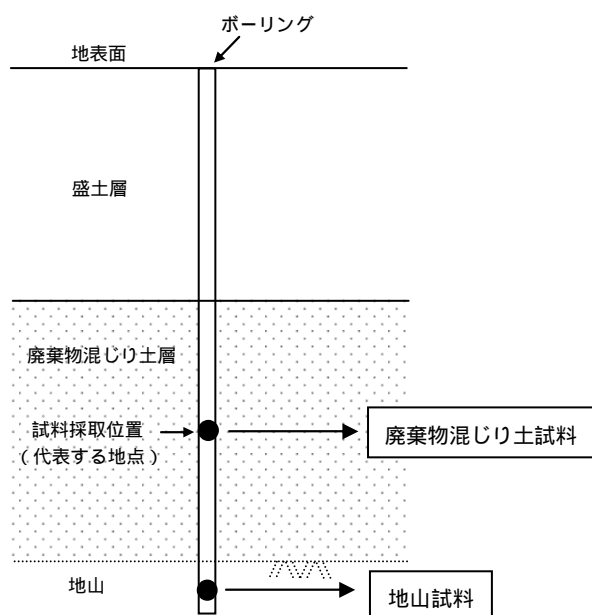 ボーリング
地表面
盛土層
廃棄物混じり土層
試料採取位置
(代表する地点)
廃棄物混じり土試料
地山
地山試料